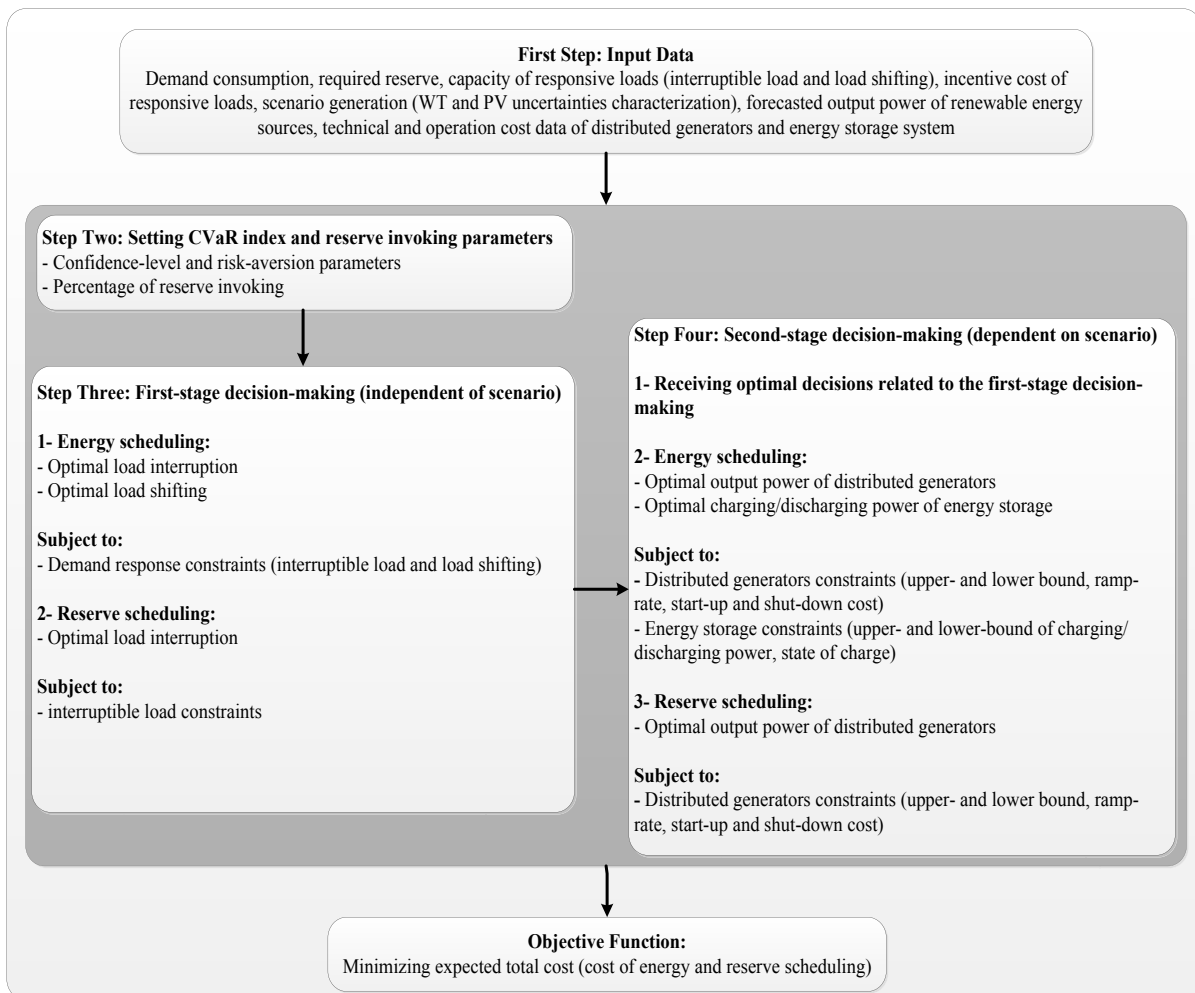 First Step: Input Data
Demand consumption, required reserve, capacity of responsive loads (interruptible load and load shifting), incentive cost of
responsive loads, scenario generation (WT and PV uncertainties characterization), forecasted output power of renewable energy
sources, technical and operation cost data of distributed generators and energy storage system
Step Two: Setting CVaR index and reserve invoking parameters
- Confidence-level and risk-aversion parameters
- Percentage of reserve invoking
Step Three: First-stage decision-making (independent of scenario)
1- Energy scheduling:
- Optimal load interruption
- Optimal load shifting
Subject to:
- Demand response constraints (interruptible load and load shifting)
2- Reserve scheduling:
- Optimal load interruption
Subject to:
- interruptible load constraints
Step Four: Second-stage decision-making (dependent on scenario)
1- Receiving optimal decisions related to the first-stage decision-
making
2- Energy scheduling:
- Optimal output power of distributed generators
- Optimal charging/discharging power of energy storage
Subject to:
- Distributed generators constraints (upper- and lower bound, ramp-
rate, start-up and shut-down cost)
- Energy storage constraints (upper- and lower-bound of charging/
discharging power, state of charge)
3- Reserve scheduling:
- Optimal output power of distributed generators
Subject to:
- Distributed generators constraints (upper- and lower bound, ramp-
rate, start-up and shut-down cost)
Objective Function:
Minimizing expected total cost (cost of energy and reserve scheduling)